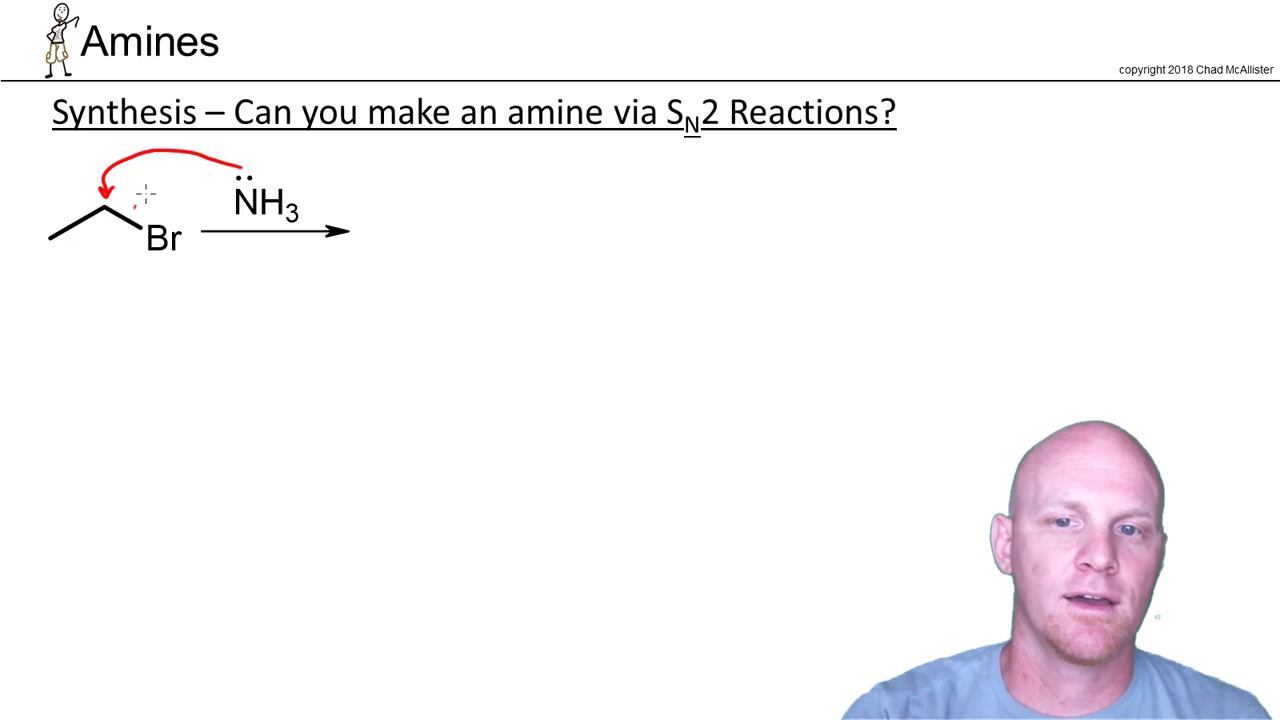 Amines
copyright 2018 Chad McAllister
Synthesis – Can you make an amine via SN2 Reactions?
NH3
Br